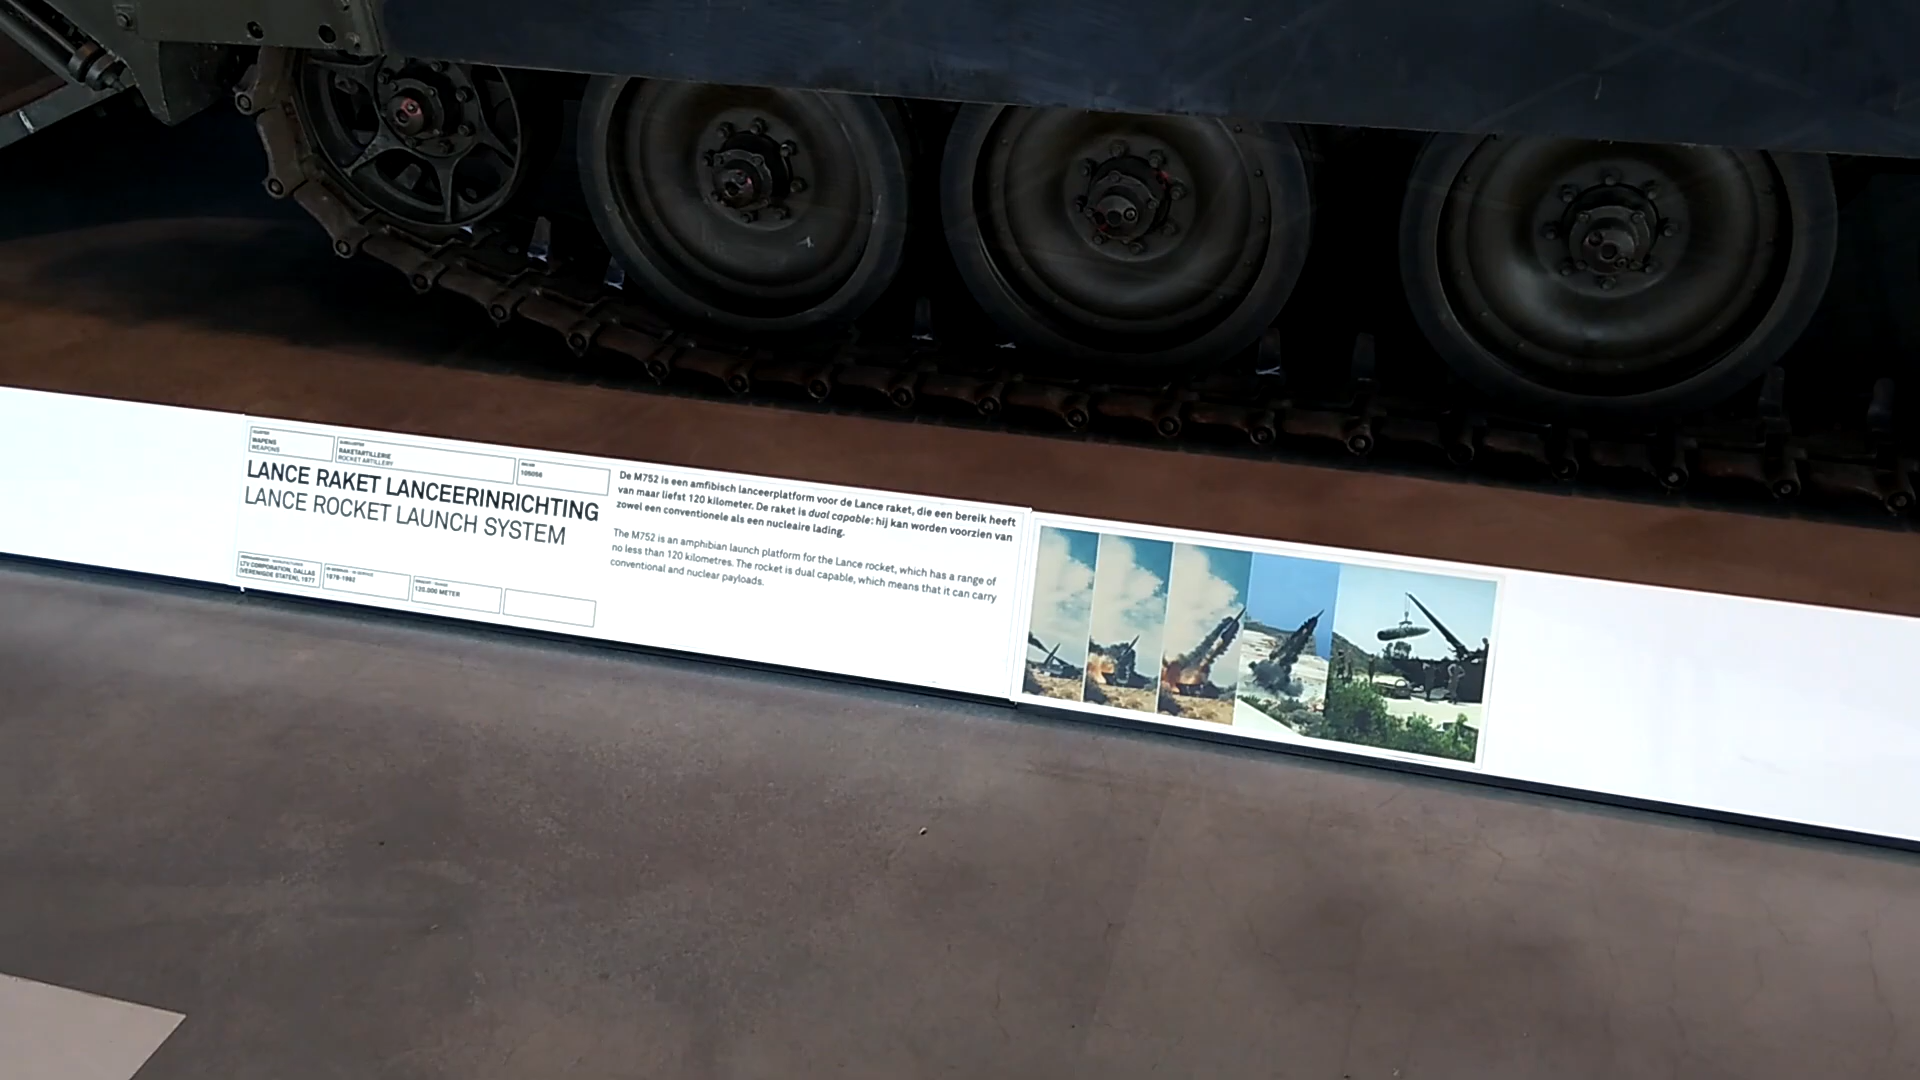 WAPENS
WEAPONS
RAKETARTILLERIE
ROCKET ARTILLERY
105056
LANCE RAKET LANCEERINRICHTING
LANCE ROCKET LAUNCH SYSTEM
LTV CORPORATION, DALLAS
(VERENIGDE STATEN), 1977
1978-1992
120.000 METER
De M752 is een amfibisch lanceerplatform voor de Lance raket, die een bereik heeft
van maar liefst 120 kilometer. De raket is dual capable: hij kan worden voorzien van
zowel een conventionele als een nucleaire lading.
The M752 is an amphibian launch platform for the Lance rocket, which has a range of
no less than 120 kilometres. The rocket is dual capable, which means that it can carry
conventional and nuclear payloads.